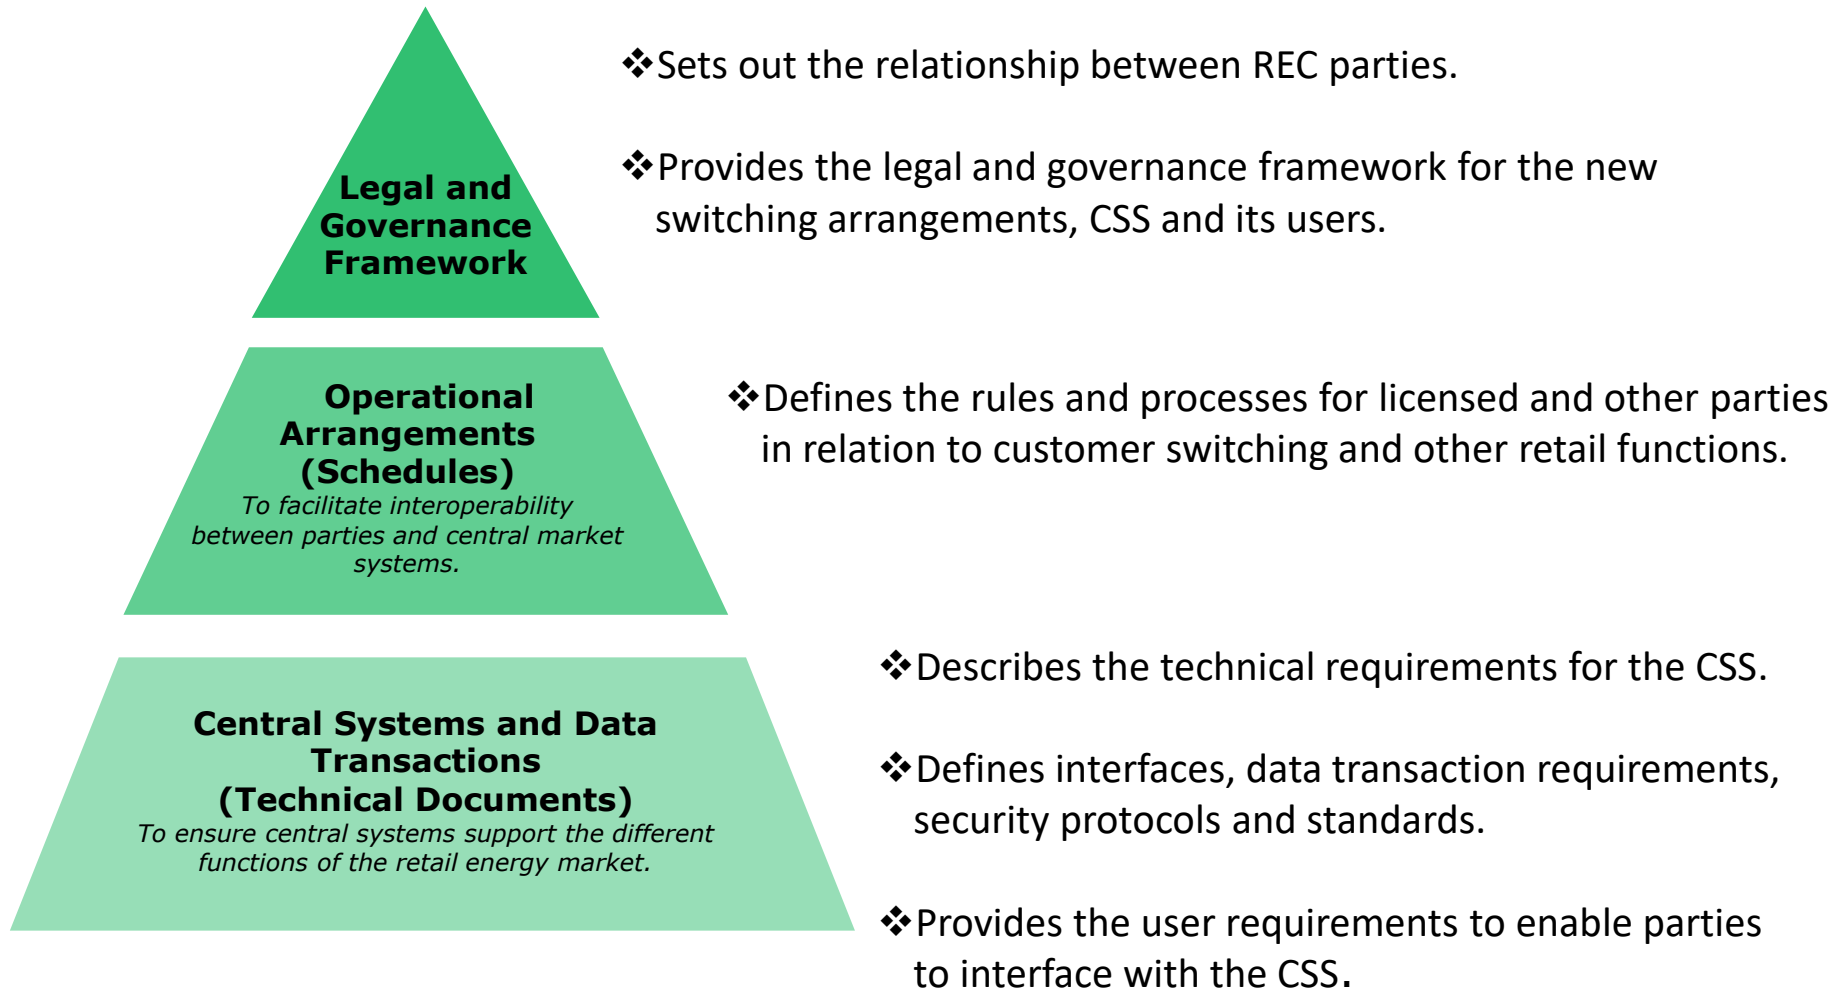 ❖Sets out the relationship between REC parties.
❖Provides the legal and governance framework for the new
switching arrangements, CSS and its users.
Legal and
Governance
Framework
Operational
Arrangements
(Schedules)
To facilitate interoperability
between parties and central market
systems.
❖Defines the rules and processes for licensed and other parties
in relation to customer switching and other retail functions.
Central Systems and Data
Transactions
(Technical Documents)
To ensure central systems support the different
functions of the retail energy market.
❖Describes the technical requirements for the CSS.
❖Defines interfaces, data transaction requirements,
security protocols and standards.
❖Provides the user requirements to enable parties
to interface with the CSS.